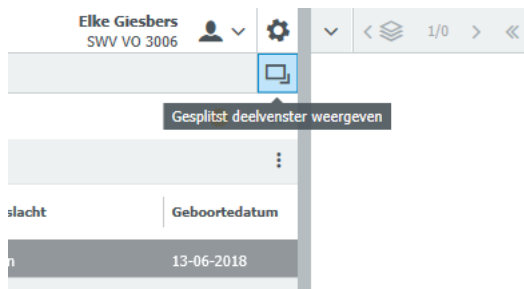 Elke Giesbers
SWV VO 3006
1/0
Gesplitst deelvenster weergeven
slacht Geboortedatum
n 13-06-2018